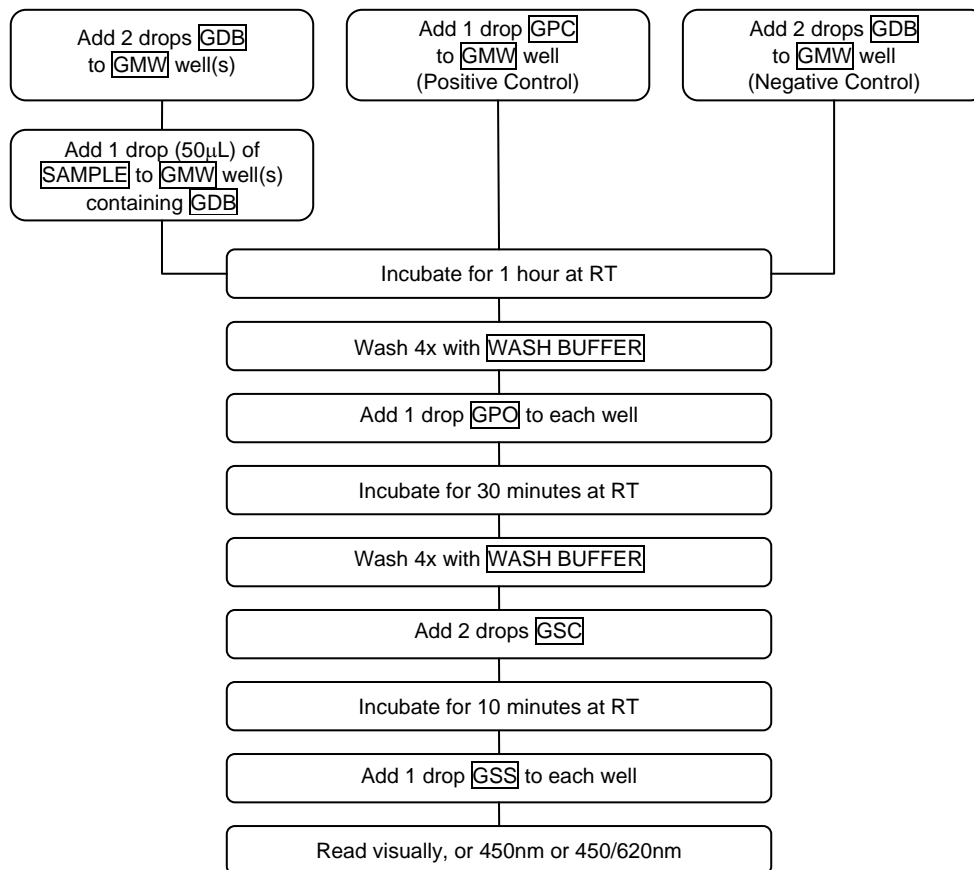 Add 2 drops GDB
to GMW well(s)
Add 1 drop GPC
to GMW well
(Positive Control)
Add 2 drops GDB
to GMW well
(Negative Control)
Add 1 drop (50μL) of
SAMPLE to GMW well(s)
containing GDB
Incubate for 1 hour at RT
Wash 4x with WASH BUFFER
Add 1 drop GPO to each well
Incubate for 30 minutes at RT
Wash 4x with WASH BUFFER
Add 2 drops GSC
Incubate for 10 minutes at RT
Add 1 drop GSS to each well
Read visually, or 450nm or 450/620nm